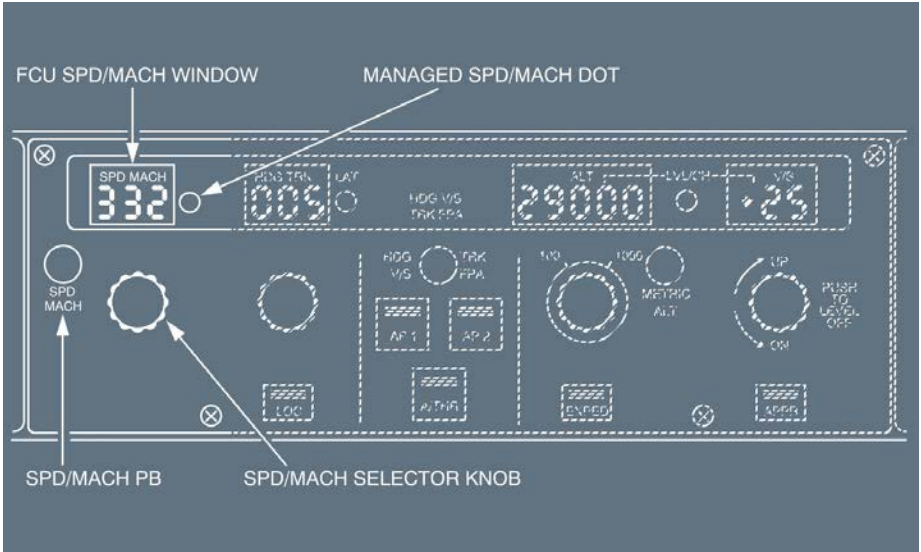 FCU SPD/MACH WINDOW
MANAGED SPD/MACH DOT
SPD MACH
HDG TRK
LAT
ALT
LVL/CH
V/S
332
005
HDG V/S
TRK FPA
29000
25
SPD
MACH
HDG
V/S
TRK
FPA
100
1000
METRIC
ALT
UP
PUSH
TO
LEVEL
OFF
AP 1
AP 2
LOC
A/THR
EXPED
APPR
SPD/MACH PB
SPD/MACH SELECTOR KNOB